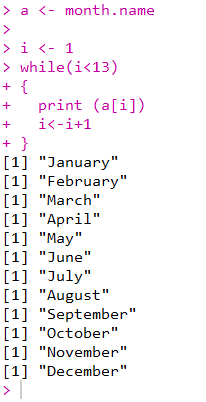 > a <- month.name
>
> i <- 1
> while(i<13)
+ {
+   print (a[i])
+   i<-i+1
+ }
[1] "January"
[1] "February"
[1] "March"
[1] "April"
[1] "May"
[1] "June"
[1] "July"
[1] "August"
[1] "September"
[1] "October"
[1] "November"
[1] "December"
>